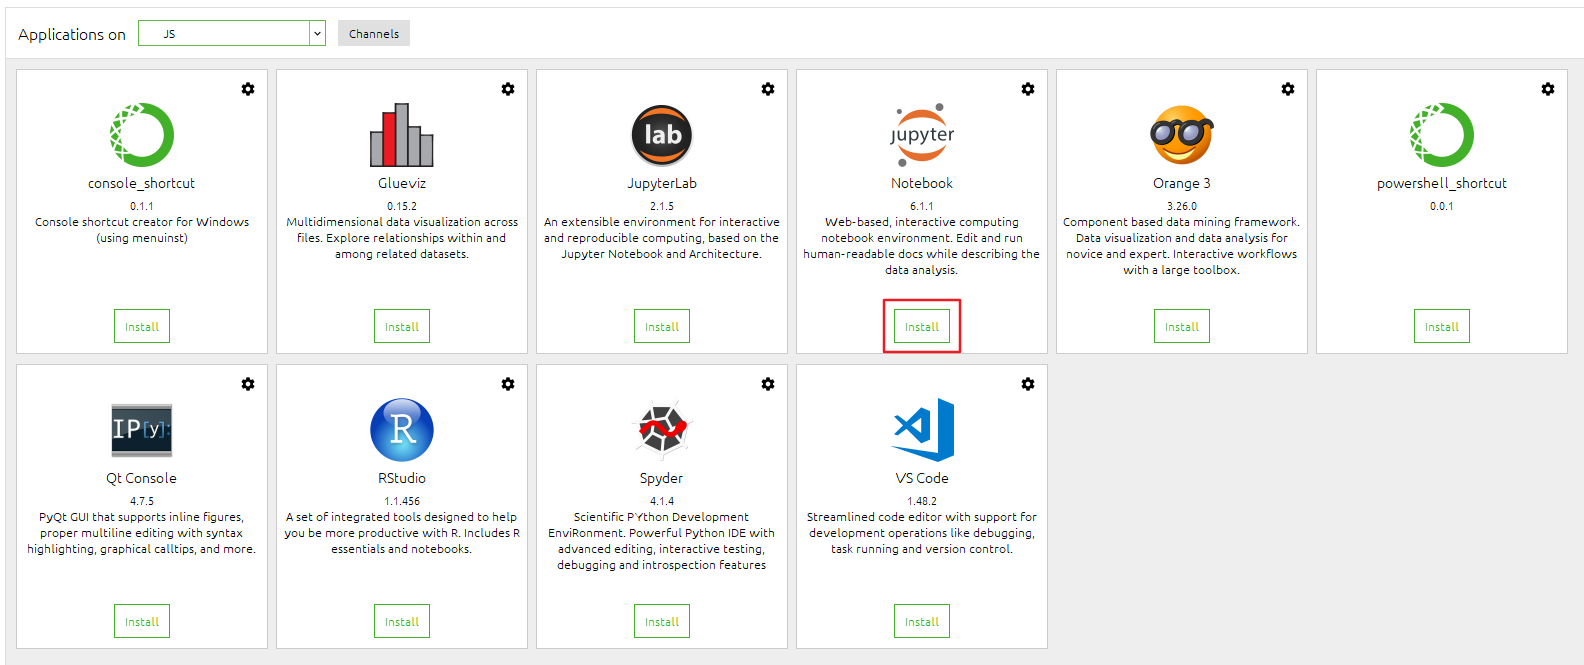 Applications on
JS
Channels
console_shortcut
0.1.1
Console shortcut creator for Windows
(using menuinst)
Install
Glueviz
0.15.2
Multidimensional data visualization across
files. Explore relationships within and
among related datasets.
Install
lab
JupyterLab
2.1.5
An extensible environment for interactive
and reproducible computing, based on the
Jupyter Notebook and Architecture.
Install
jupyter
Notebook
6.1.1
Web-based, interactive computing
notebook environment. Edit and run
human-readable docs while describing the
data analysis.
Install
Orange 3
3.26.0
Component based data mining framework.
Data visualization and data analysis for
novice and expert. Interactive workflows
with a large toolbox.
Install
powershell_shortcut
0.0.1
Install
IP[y]:
Qt Console
4.7.5
PyQt GUI that supports inline figures,
proper multiline editing with syntax
highlighting, graphical calltips, and more.
Install
R
RStudio
1.1.456
A set of integrated tools designed to help
you be more productive with R. Includes R
essentials and notebooks.
Install
Spyder
4.1.4
Scientific PYthon Development
EnviRonment. Powerful Python IDE with
advanced editing, interactive testing,
debugging and introspection features
Install
VS Code
1.48.2
Streamlined code editor with support for
development operations like debugging,
task running and version control.
Install